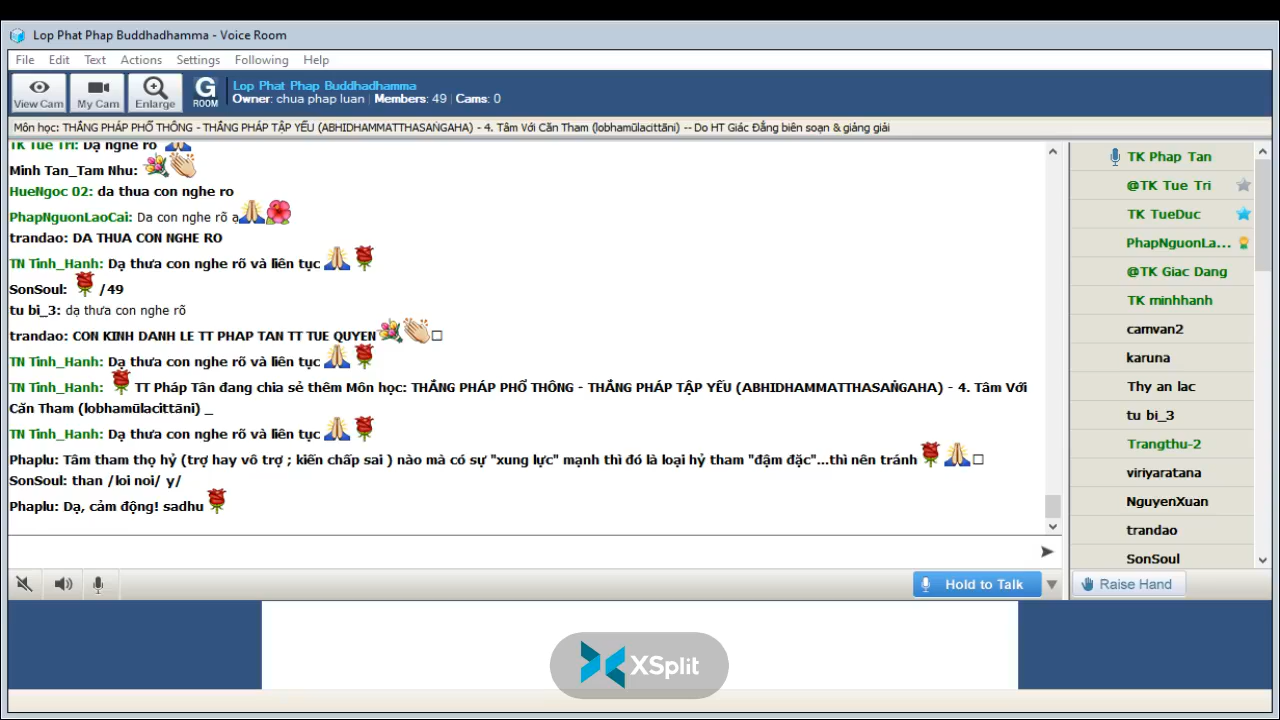 Lop Phat Phap Buddhadhamma - Voice Room
File Edit Text Actions Settings Following Help
View Cam My Cam Enlarge G ROOM
Lop Phat Phap Buddhadhamma
Owner: chua phap luan | Members: 49 | Cams: 0
Môn học: THẮNG PHÁP PHỔ THÔNG - THẮNG PHÁP TẬP YẾU (ABHIDHAMMATTHASAṄGAHA) - 4. Tâm Với Căn Tham (lobhamūlacittāni) -- Do HT Giác Đẳng biên soạn & giảng giải
TK Tue Tri: Dạ nghe rõ
Minh Tan_Tam Nhu:
HueNgoc 02: da thua con nghe ro
PhapNguonLaoCai: Da con nghe rõ ạ
trandao: DA THUA CON NGHE RO
TN Tinh_Hanh: Dạ thưa con nghe rõ và liên tục
SonSoul: /49
tu bi_3: dạ thưa con nghe rõ
trandao: CON KINH DANH LE TT PHAP TAN TT TUE QUYEN
TN Tinh_Hanh: Dạ thưa con nghe rõ và liên tục
TN Tinh_Hanh: TT Pháp Tân đang chia sẻ thêm Môn học: THẮNG PHÁP PHỔ THÔNG - THẮNG PHÁP TẬP YẾU (ABHIDHAMMATTHASAṄGAHA) - 4. Tâm Với
Căn Tham (lobhamūlacittāni) _
TN Tinh_Hanh: Dạ thưa con nghe rõ và liên tục
Phaplu: Tâm tham thọ hỷ (trợ hay vô trợ ; kiến chấp sai ) nào mà có sự "xung lực" mạnh thì đó là loại hỷ tham "đậm đặc"...thì nên tránh
SonSoul: than /loi noi/ y/
Phaplu: Dạ, cảm động! sadhu
TK Phap Tan
@TK Tue Tri
TK TueDuc
PhapNguonLa...
@TK Giac Dang
TK minhhanh
camvan2
karuna
Thy an lac
tu bi_3
Trangthu-2
viriyaratana
NguyenXuan
trandao
SonSoul
Hold to Talk
Raise Hand
XSplit